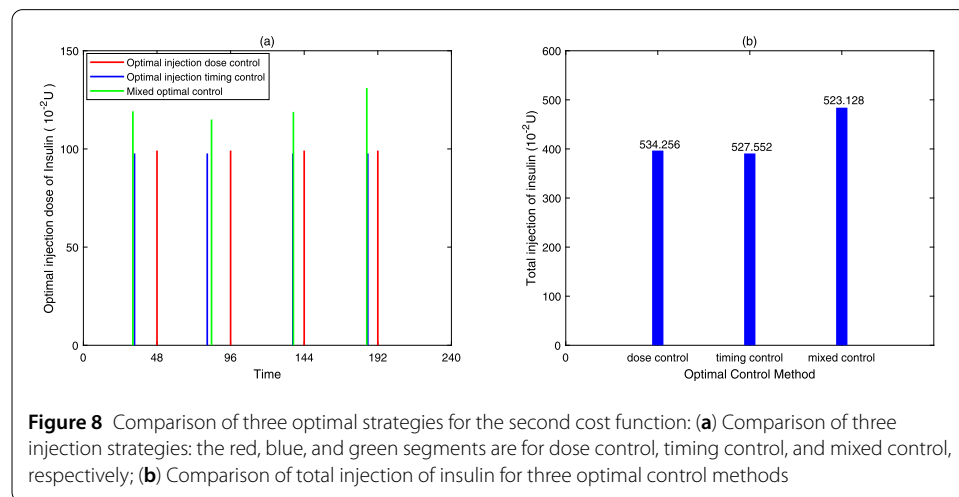 (a)
150
100
50
0
Optimal injection dose of Insulin ( 10^-2U )
Optimal injection dose control
Optimal injection timing control
Mixed optimal control
0 48 96 144 192 240
Time
(b)
600
500
400
300
200
100
0
Total injection of insulin (10^-2U)
534.256
527.552
523.128
0 dose control timing control mixed control
Optimal Control Method
Figure 8 Comparison of three optimal strategies for the second cost function: (a) Comparison of three
injection strategies: the red, blue, and green segments are for dose control, timing control, and mixed control,
respectively; (b) Comparison of total injection of insulin for three optimal control methods